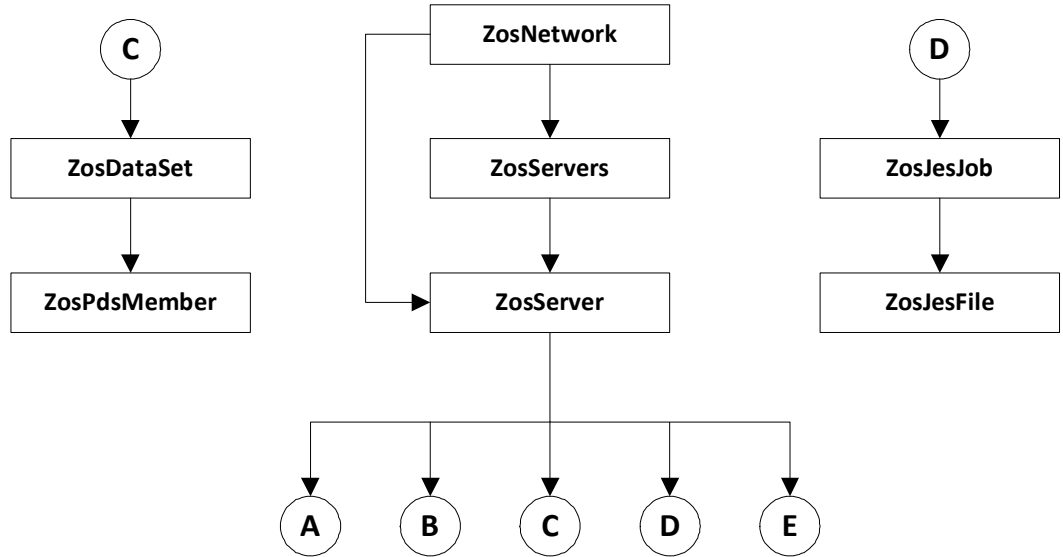 C
ZosNetwork
D
ZosDataSet
ZosServers
ZosJesJob
ZosPdsMember
ZosServer
ZosJesFile
A
B
C
D
E